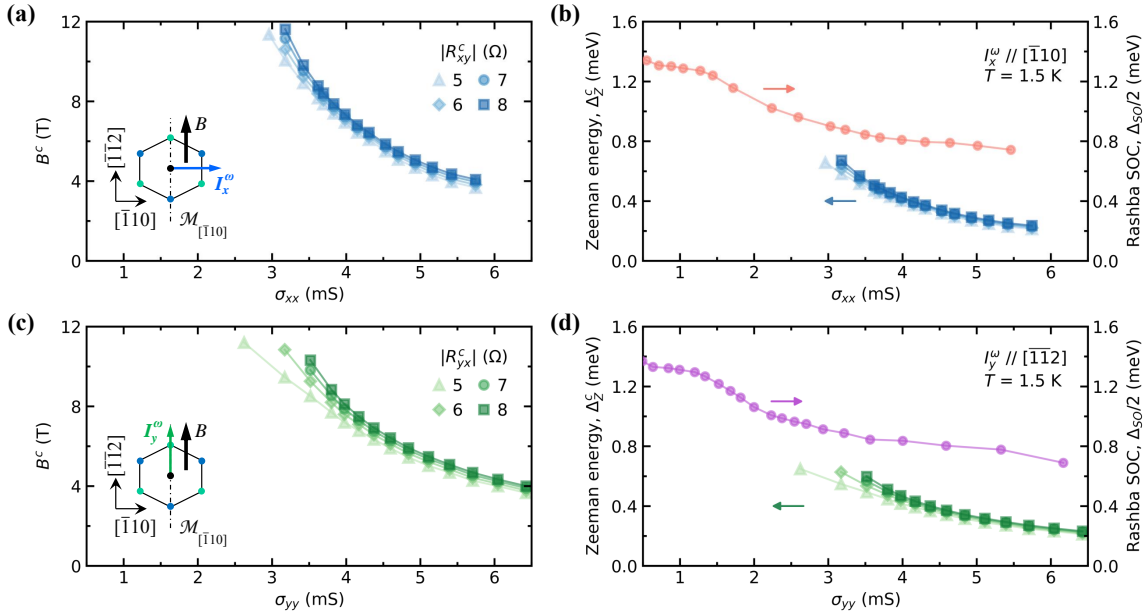 (a)
12
8
4
0
B^c (T)
|R^c_xy| (Ω)
5 7
6 8
[1̅1̅2]
[1̅10]
B
I^ω_x
ℳ_[1̅10]
1 2 3 4 5 6
σ_xx (mS)
(b)
1.6
1.2
0.8
0.4
0.0
Zeeman energy, Δ^c_Z (meV)
I^ω_x // [1̅10]
T = 1.5 K
1.6
1.2
0.8
0.4
0.0
Rashba SOC, Δ_SO/2 (meV)
1 2 3 4 5 6
σ_xx (mS)
(c)
12
8
4
0
B^c (T)
|R^c_yx| (Ω)
5 7
6 8
[1̅1̅2]
[1̅10]
I^ω_y
B
ℳ_[1̅10]
1 2 3 4 5 6
σ_yy (mS)
(d)
1.6
1.2
0.8
0.4
0.0
Zeeman energy, Δ^c_Z (meV)
I^ω_y // [1̅1̅2]
T = 1.5 K
1.6
1.2
0.8
0.4
0.0
Rashba SOC, Δ_SO/2 (meV)
1 2 3 4 5 6
σ_yy (mS)